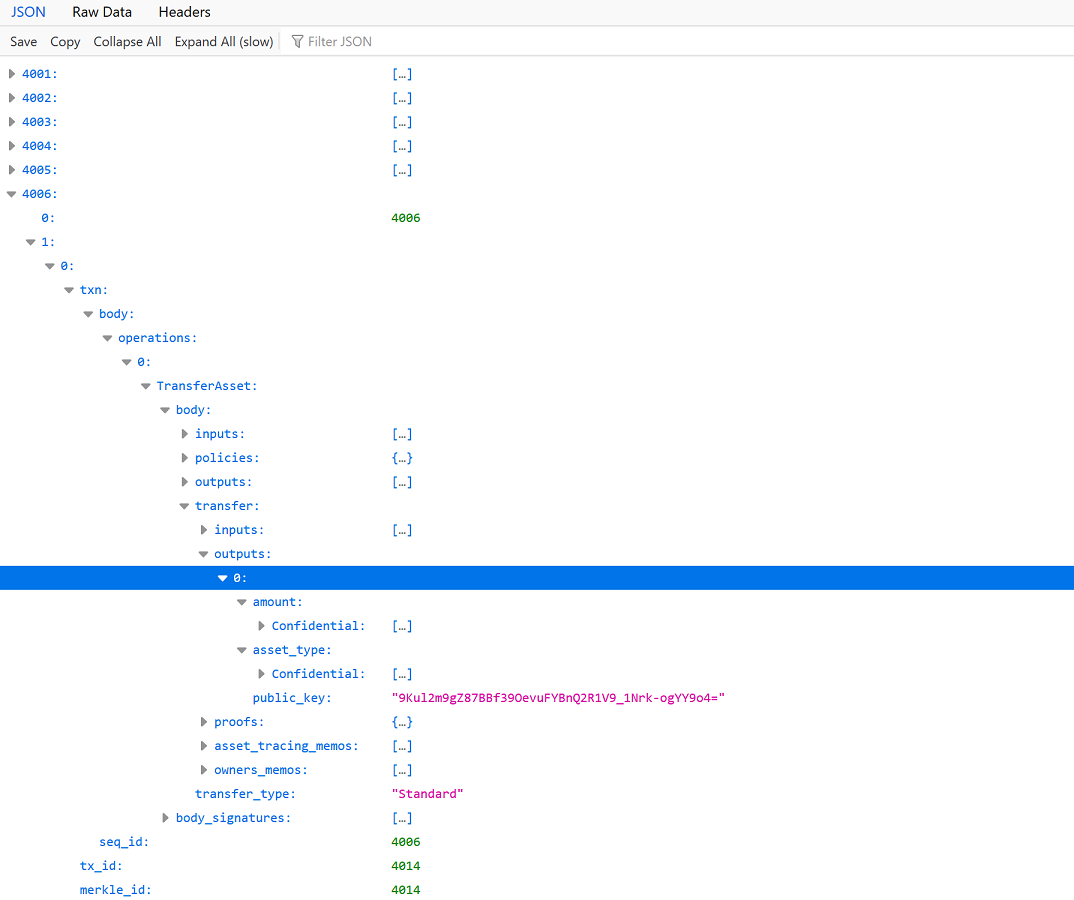 JSON Raw Data Headers
Save Copy Collapse All Expand All (slow) Filter JSON
4001: […]
4002: […]
4003: […]
4004: […]
4005: […]
4006:
0: 4006
1:
0:
txn:
body:
operations:
0:
TransferAsset:
body:
inputs: […]
policies: {…}
outputs: […]
transfer:
inputs: […]
outputs:
0:
amount:
Confidential: […]
asset_type:
Confidential: […]
public_key: "9Kul2m9gZ87BBf39OevuFYBnQ2R1V9_1Nrk-ogYY9o4="
proofs: {…}
asset_tracing_memos: […]
owners_memos: […]
transfer_type: "Standard"
body_signatures: […]
seq_id: 4006
tx_id: 4014
merkle_id: 4014